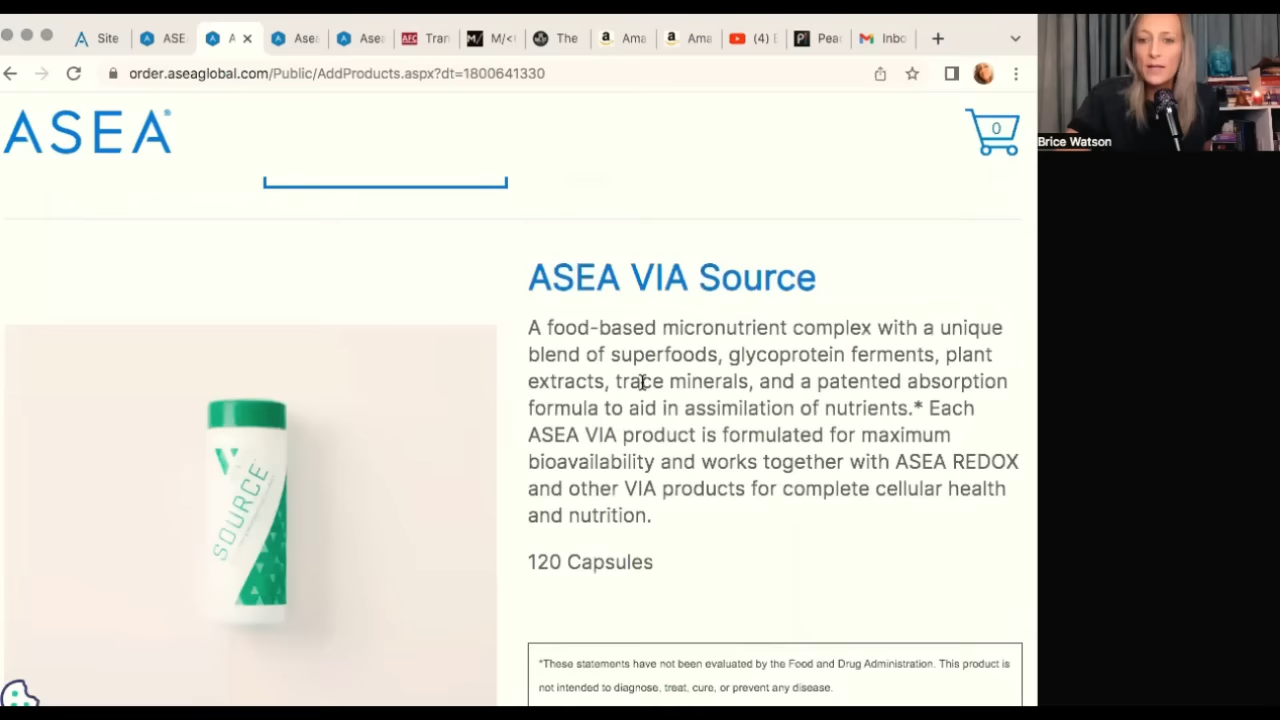 Site
ASE
A
Ase
Ase
AFC Tran
M/<
The
a Ama
a Ama
(4) E
P Pea
Inbo
order.aseaglobal.com/Public/AddProducts.aspx?dt=1800641330
ASEA®
0
Brice Watson
ASEA VIA Source
A food-based micronutrient complex with a unique
blend of superfoods, glycoprotein ferments, plant
extracts, trace minerals, and a patented absorption
formula to aid in assimilation of nutrients.* Each
ASEA VIA product is formulated for maximum
bioavailability and works together with ASEA REDOX
and other VIA products for complete cellular health
and nutrition.
SOURCE
120 Capsules
*These statements have not been evaluated by the Food and Drug Administration. This product is
not intended to diagnose, treat, cure, or prevent any disease.